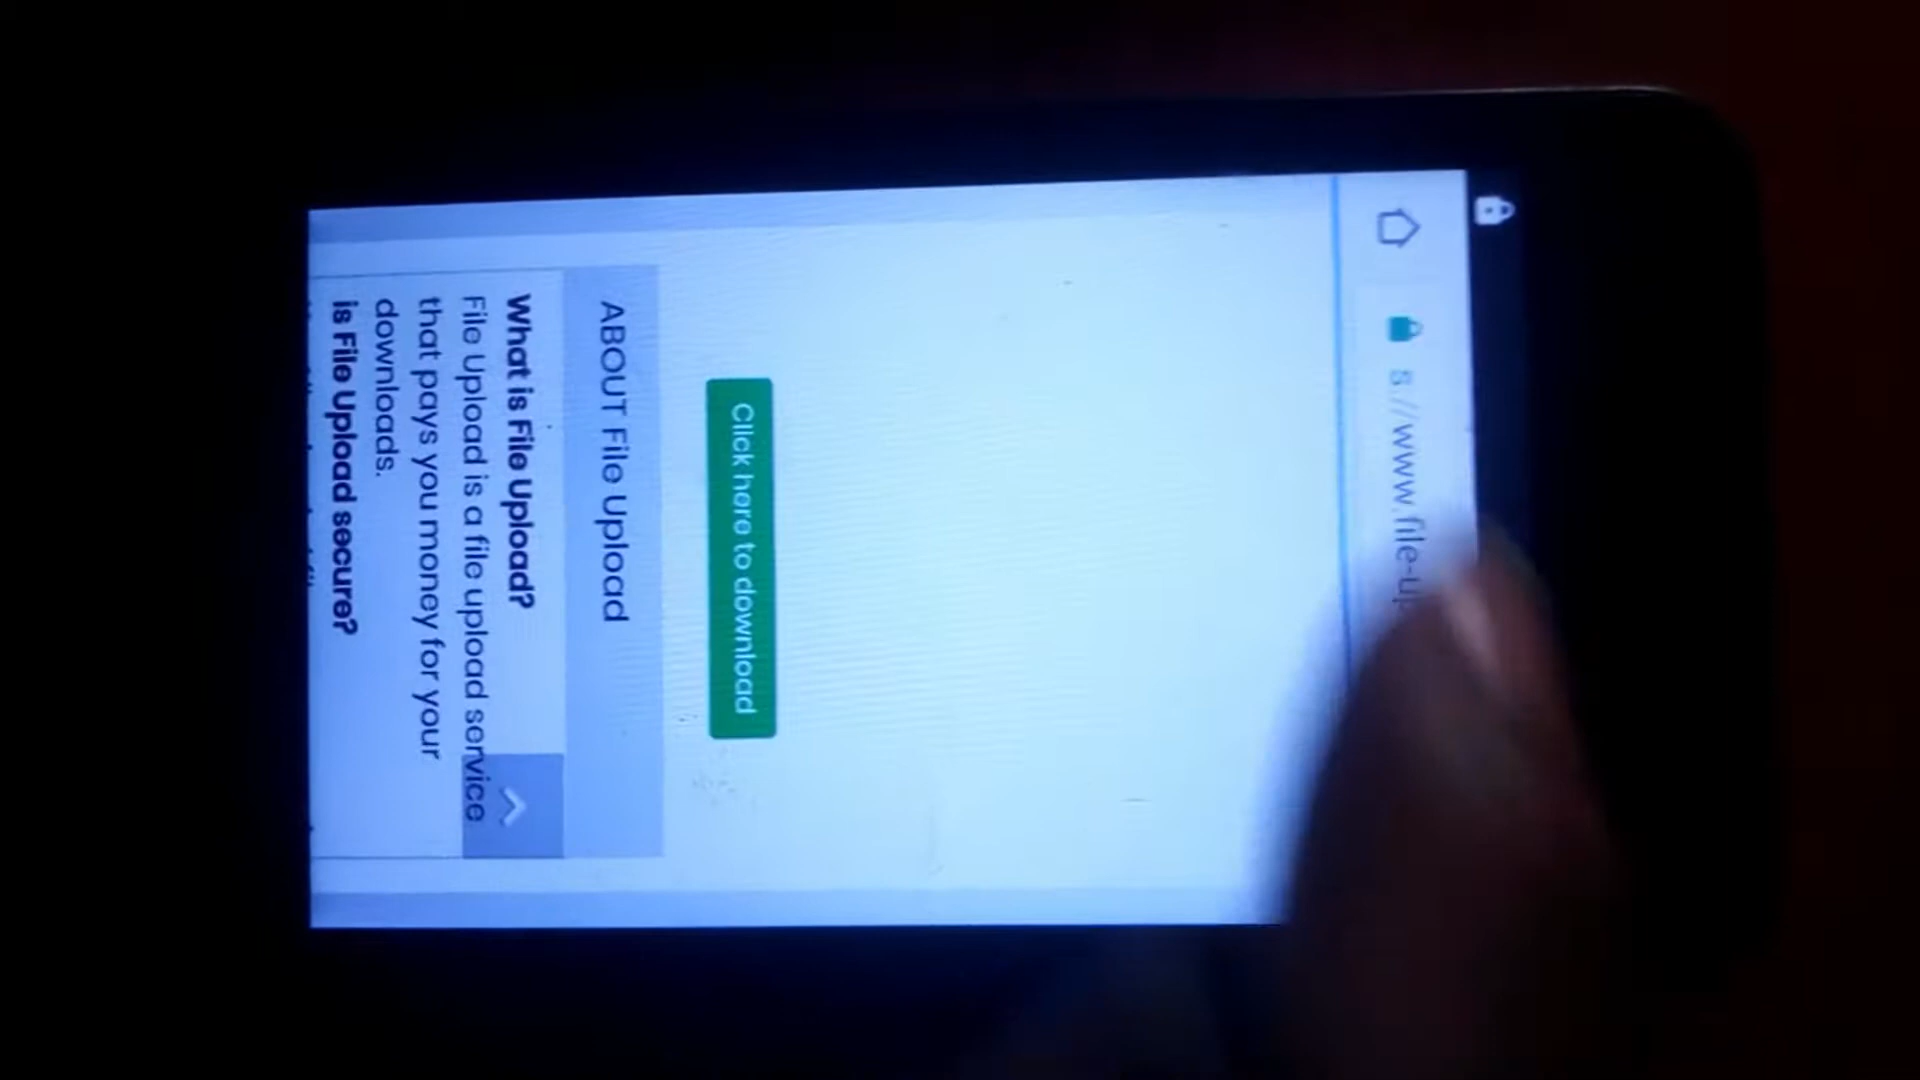 s://www.file-up
Click here to download
ABOUT File Upload
What is File Upload?
File Upload is a file upload service
that pays you money for your
downloads.
is File Upload secure?